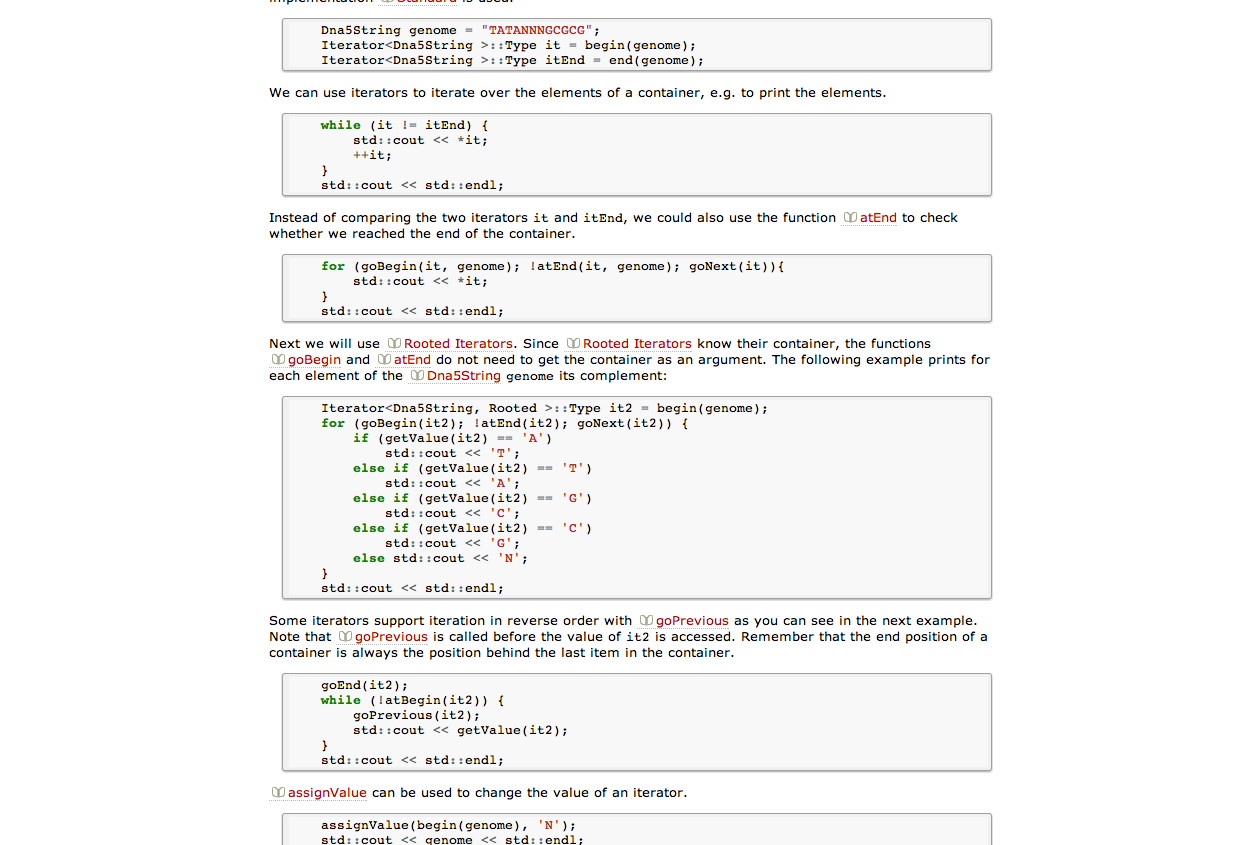 implementation Standard is used.
Dna5String genome = "TATANNNGCGCG";
Iterator<Dna5String >::Type it = begin(genome);
Iterator<Dna5String >::Type itEnd = end(genome);
We can use iterators to iterate over the elements of a container, e.g. to print the elements.
while (it != itEnd) {
std::cout << *it;
++it;
}
std::cout << std::endl;
Instead of comparing the two iterators it and itEnd, we could also use the function atEnd to check
whether we reached the end of the container.
for (goBegin(it, genome); !atEnd(it, genome); goNext(it)){
std::cout << *it;
}
std::cout << std::endl;
Next we will use Rooted Iterators. Since Rooted Iterators know their container, the functions
goBegin and atEnd do not need to get the container as an argument. The following example prints for
each element of the Dna5String genome its complement:
Iterator<Dna5String, Rooted >::Type it2 = begin(genome);
for (goBegin(it2); !atEnd(it2); goNext(it2)) {
if (getValue(it2) == 'A')
std::cout << 'T';
else if (getValue(it2) == 'T')
std::cout << 'A';
else if (getValue(it2) == 'G')
std::cout << 'C';
else if (getValue(it2) == 'C')
std::cout << 'G';
else std::cout << 'N';
}
std::cout << std::endl;
Some iterators support iteration in reverse order with goPrevious as you can see in the next example.
Note that goPrevious is called before the value of it2 is accessed. Remember that the end position of a
container is always the position behind the last item in the container.
goEnd(it2);
while (!atBegin(it2)) {
goPrevious(it2);
std::cout << getValue(it2);
}
std::cout << std::endl;
assignValue can be used to change the value of an iterator.
assignValue(begin(genome), 'N');
std::cout << genome << std::endl;